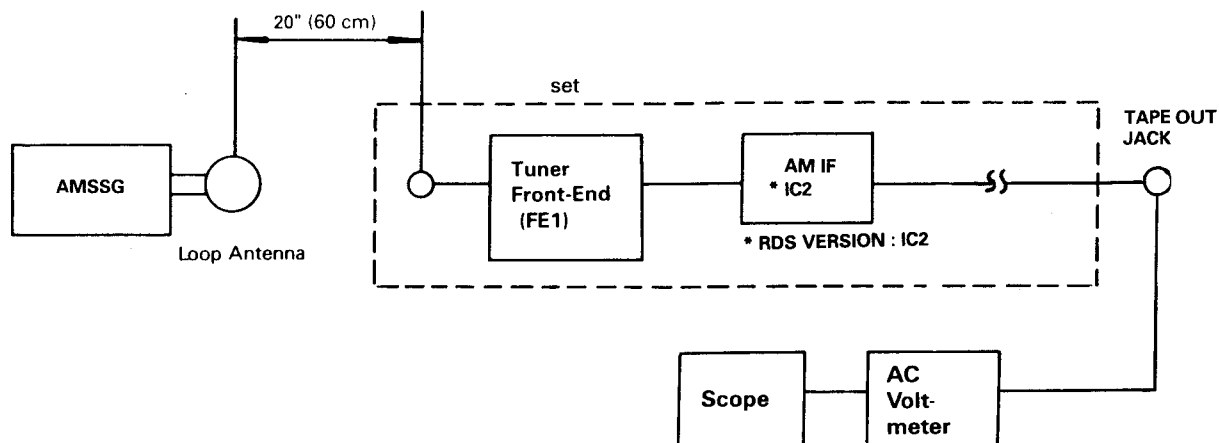 20" (60 cm)
set
TAPE OUT
JACK
AMSSG
Loop Antenna
Tuner
Front-End
(FE1)
AM IF
* IC2
* RDS VERSION : IC2
Scope
AC
Volt-
meter